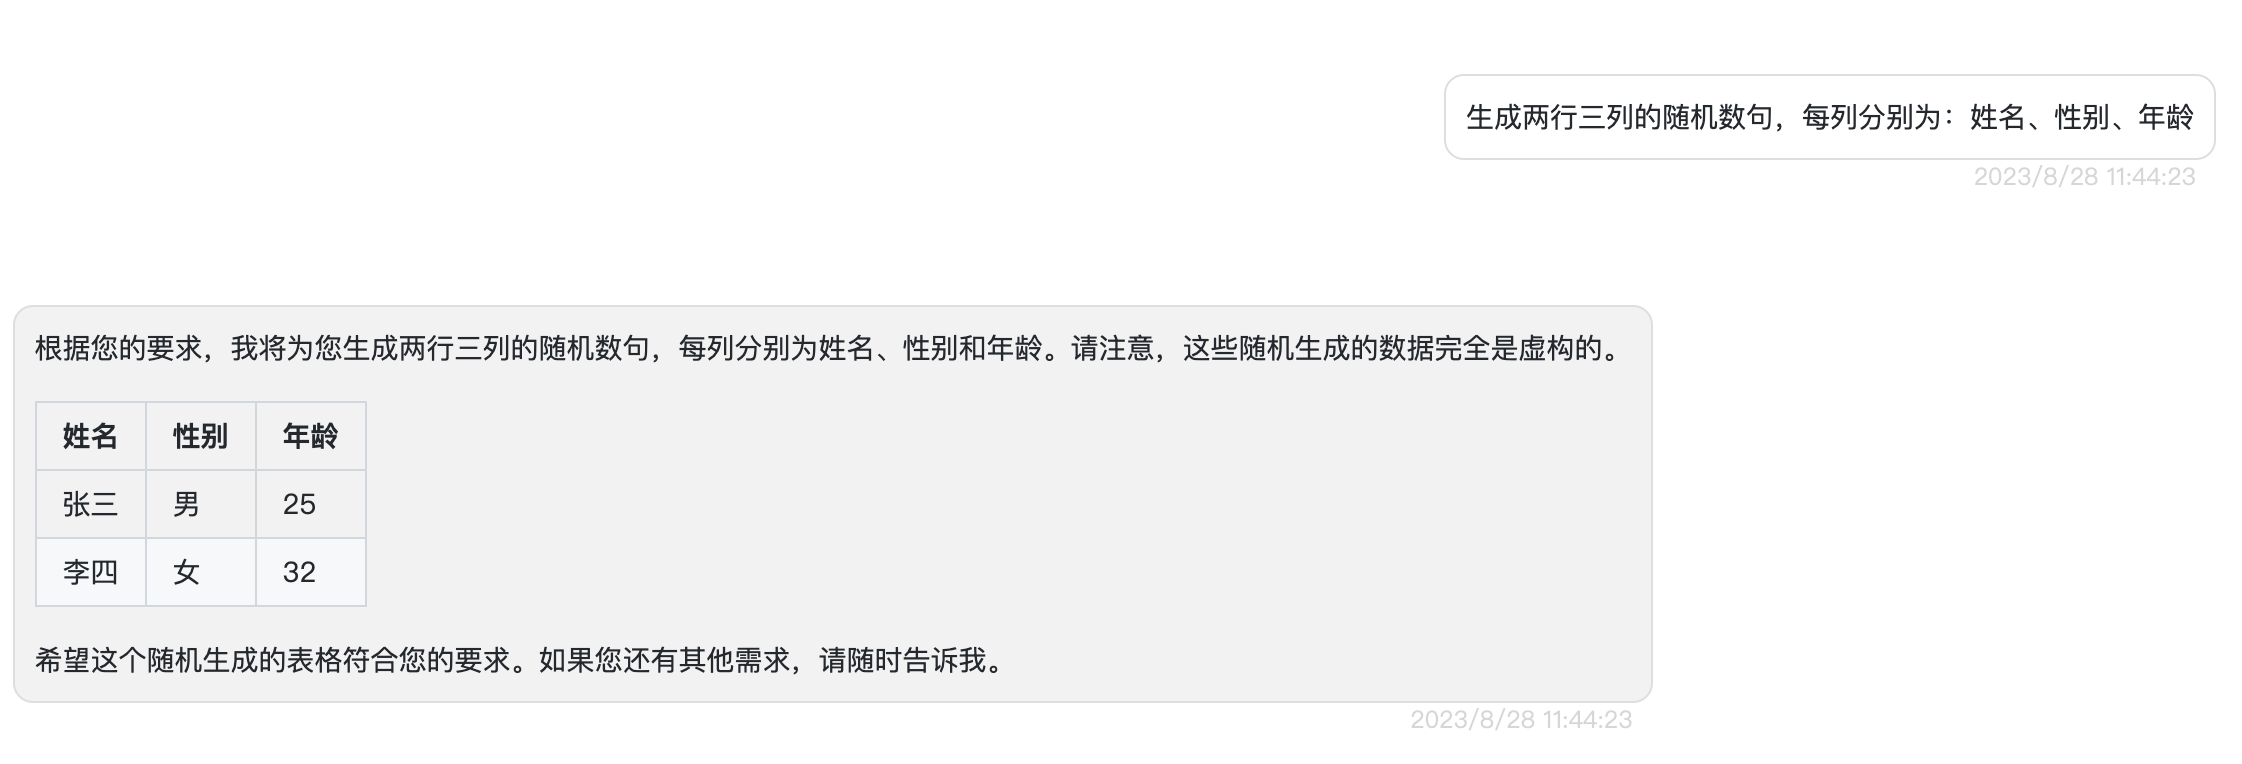 生成两行三列的随机数句，每列分别为：姓名、性别、年龄
2023/8/28 11:44:23
根据您的要求，我将为您生成两行三列的随机数句，每列分别为姓名、性别和年龄。请注意，这些随机生成的数据完全是虚构的。
姓名 性别 年龄
张三 男 25
李四 女 32
希望这个随机生成的表格符合您的要求。如果您还有其他需求，请随时告诉我。
2023/8/28 11:44:23